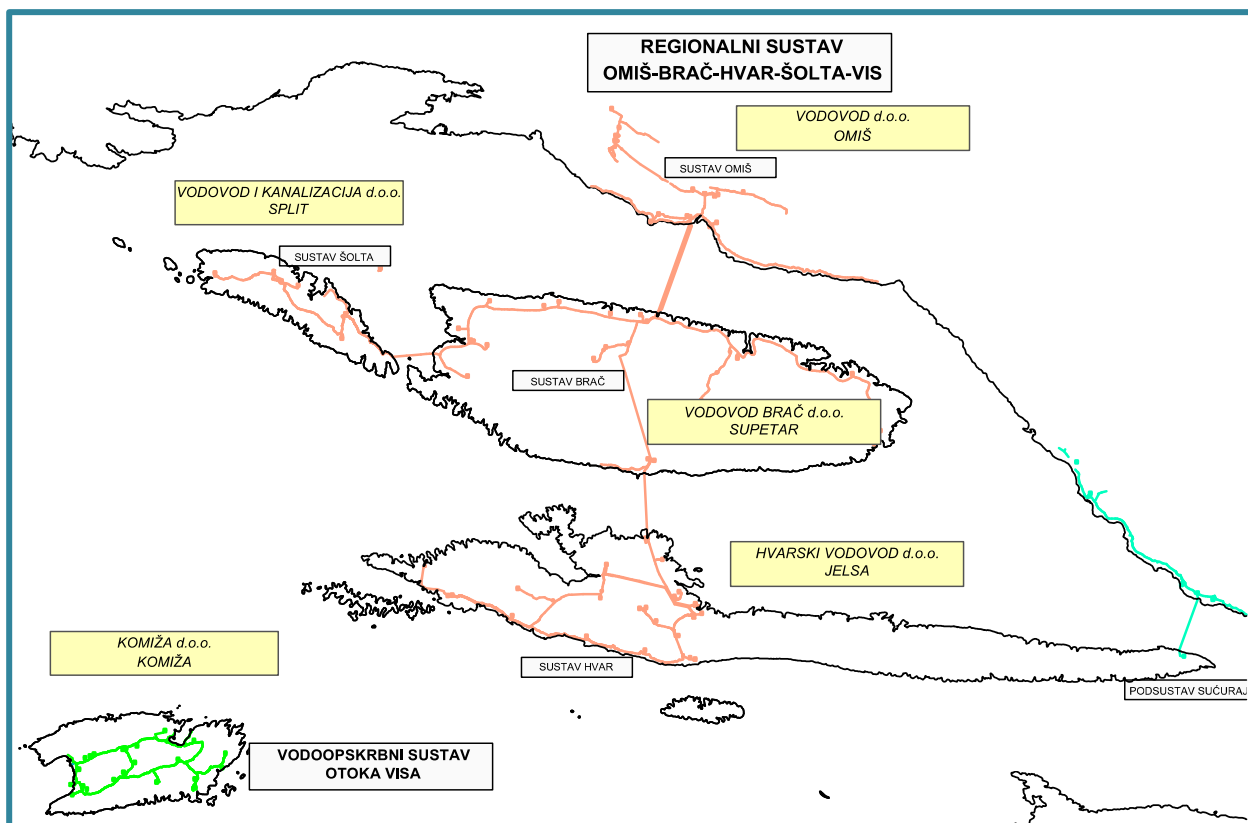 REGIONALNI SUSTAV
OMIŠ-BRAČ-HVAR-ŠOLTA-VIS
VODOVOD d.o.o.
OMIŠ
SUSTAV OMIŠ
VODOVOD I KANALIZACIJA d.o.o.
SPLIT
SUSTAV ŠOLTA
SUSTAV BRAČ
VODOVOD BRAČ d.o.o.
SUPETAR
HVARSKI VODOVOD d.o.o.
JELSA
KOMIŽA d.o.o.
KOMIŽA
SUSTAV HVAR
PODSUSTAV SUĆURAJ
VODOOPSKRBNI SUSTAV
OTOKA VISA